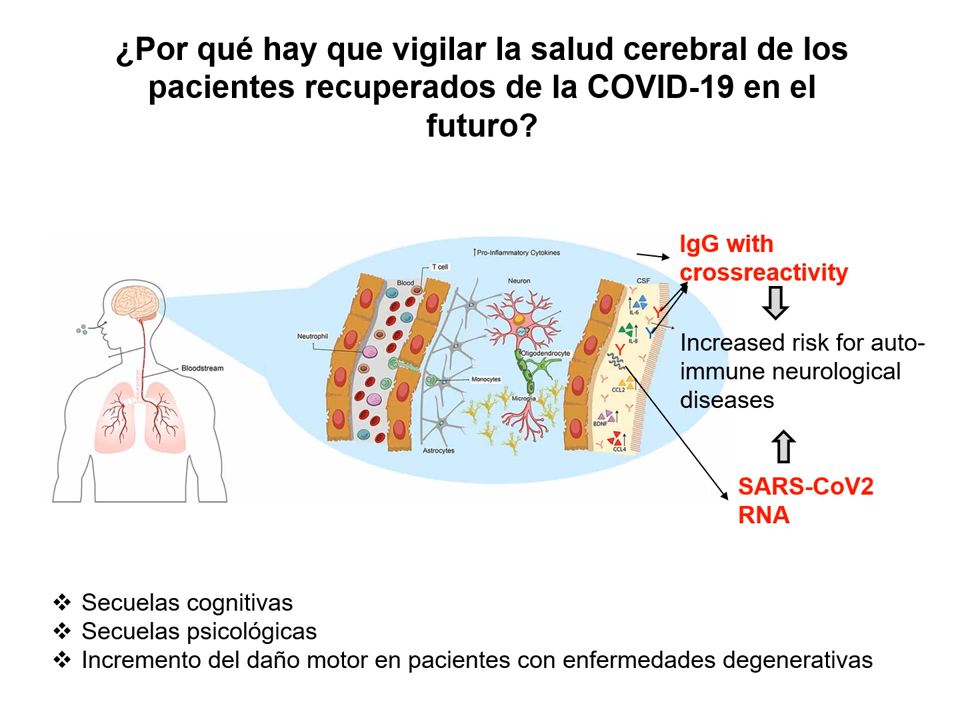 ¿Por qué hay que vigilar la salud cerebral de los
pacientes recuperados de la COVID-19 en el
futuro?
IgG with
crossreactivity
↑Pro-Inflammatory Cytokines
T cell
Blood
Neuron
CSF
IL-6
Neutrophil
IL-8
Increased risk for auto-
immune neurological
diseases
Oligodendrocyte
Bloodstream
Monocytes
CCL2
Microglia
BDNF
Astrocytes
CCL4
SARS-CoV2
RNA
❖ Secuelas cognitivas
❖ Secuelas psicológicas
❖ Incremento del daño motor en pacientes con enfermedades degenerativas